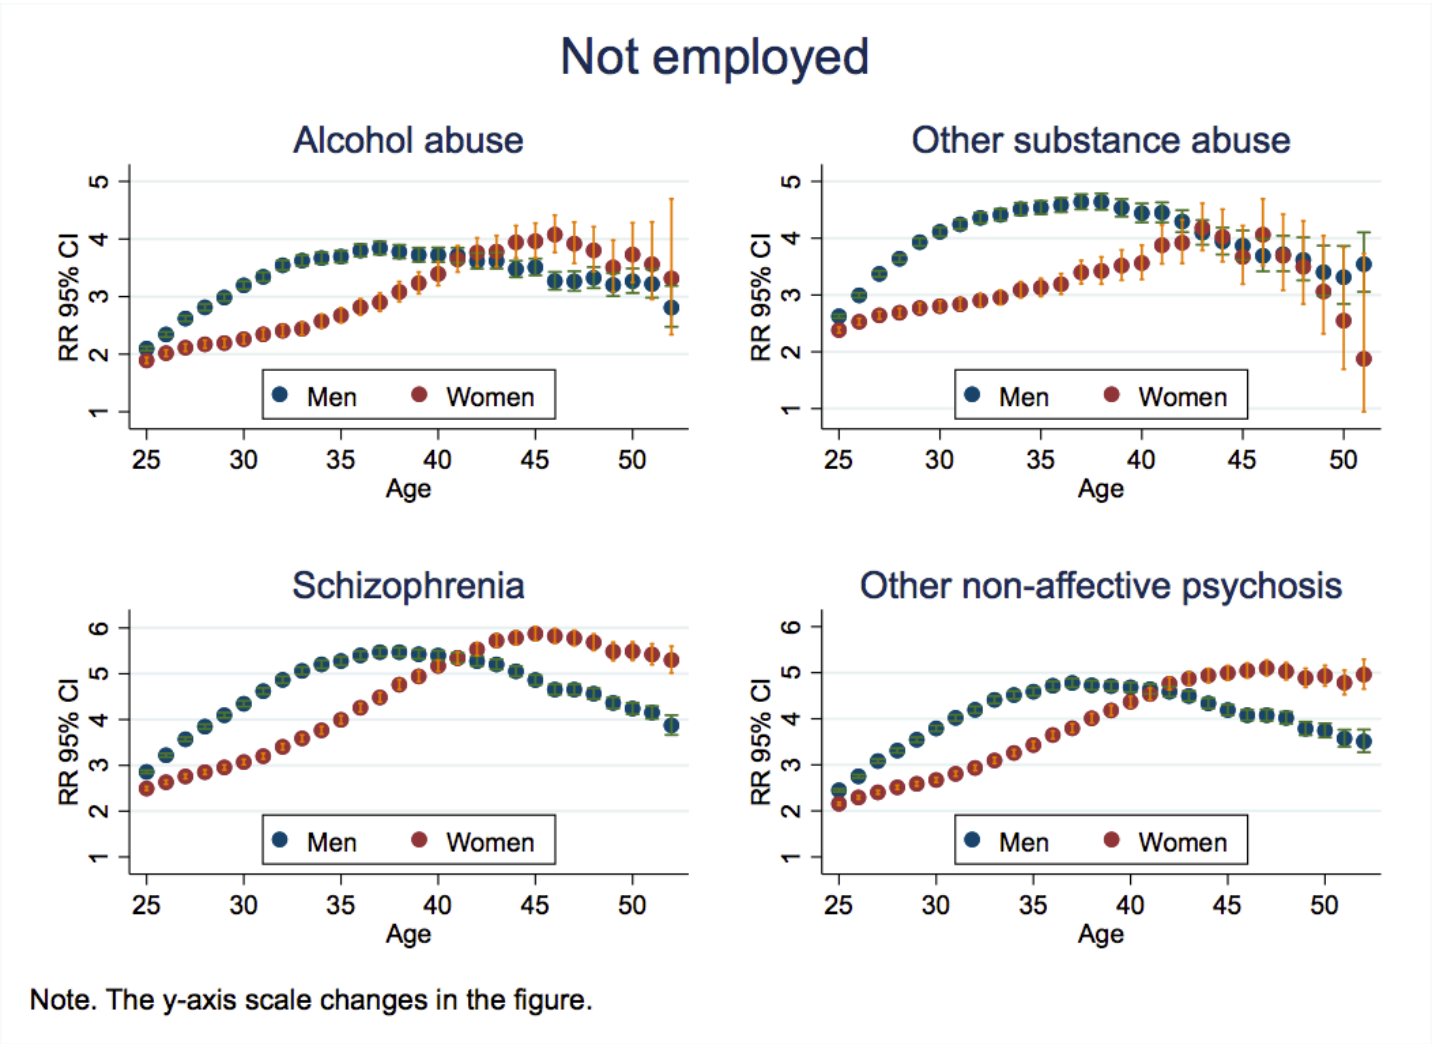 Not employed
Alcohol abuse
RR 95% CI
5
4
3
2
1
Men
Women
25 30 35 40 45 50
Age
Other substance abuse
RR 95% CI
5
4
3
2
1
Men
Women
25 30 35 40 45 50
Age
Schizophrenia
RR 95% CI
6
5
4
3
2
1
Men
Women
25 30 35 40 45 50
Age
Other non-affective psychosis
RR 95% CI
6
5
4
3
2
1
Men
Women
25 30 35 40 45 50
Age
Note. The y-axis scale changes in the figure.